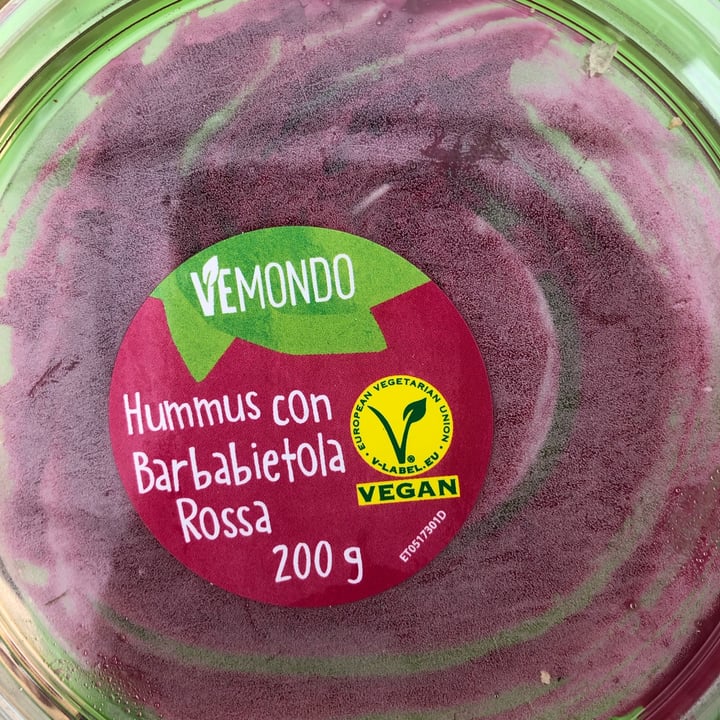 VEMONDO
Hummus con
Barbabietola
Rossa
200 g
EUROPEAN VEGETARIAN UNION
V-LABEL.EU
®
VEGAN
ET0517301D